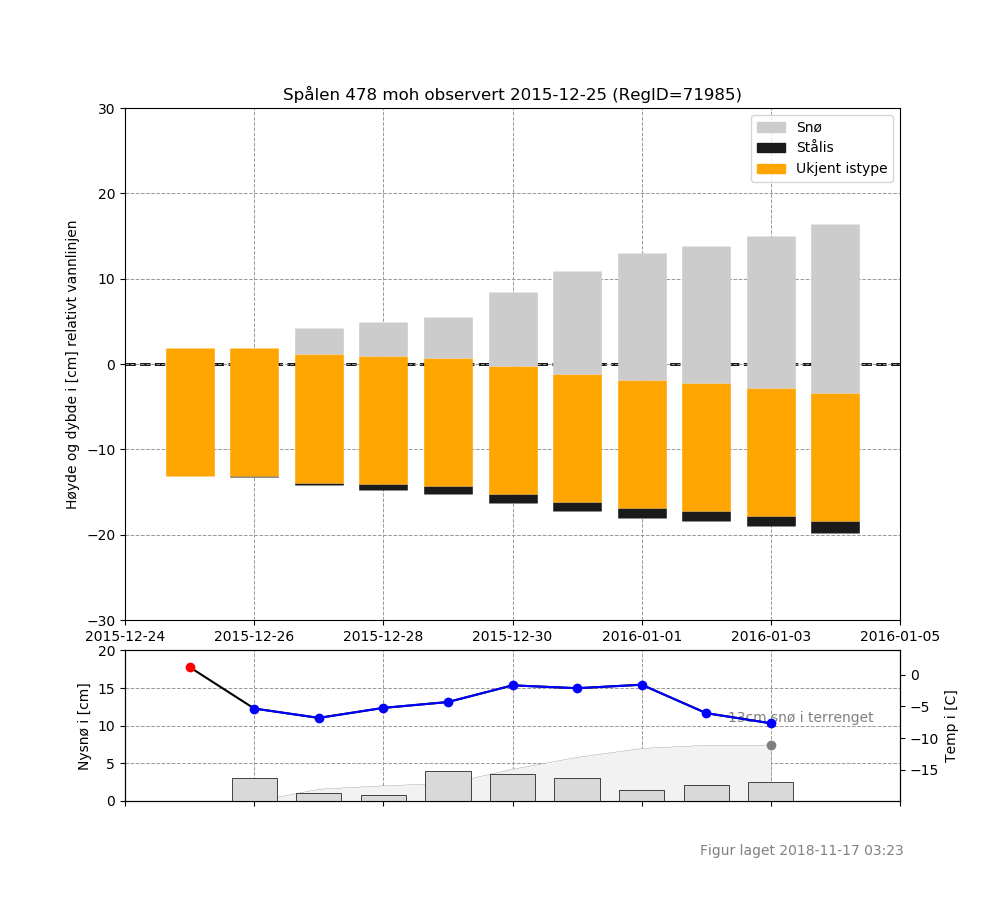 Spålen 478 moh observert 2015-12-25 (RegID=71985)
Høyde og dybde i [cm] relativt vannlinjen
30
20
10
0
−10
−20
−30
Snø
Stålis
Ukjent istype
2015-12-24 2015-12-26 2015-12-28 2015-12-30 2016-01-01 2016-01-03 2016-01-05
Nysnø i [cm]
20
15
10
5
0
13cm snø i terrenget
0
−5
−10
−15
Temp i [C]
Figur laget 2018-11-17 03:23